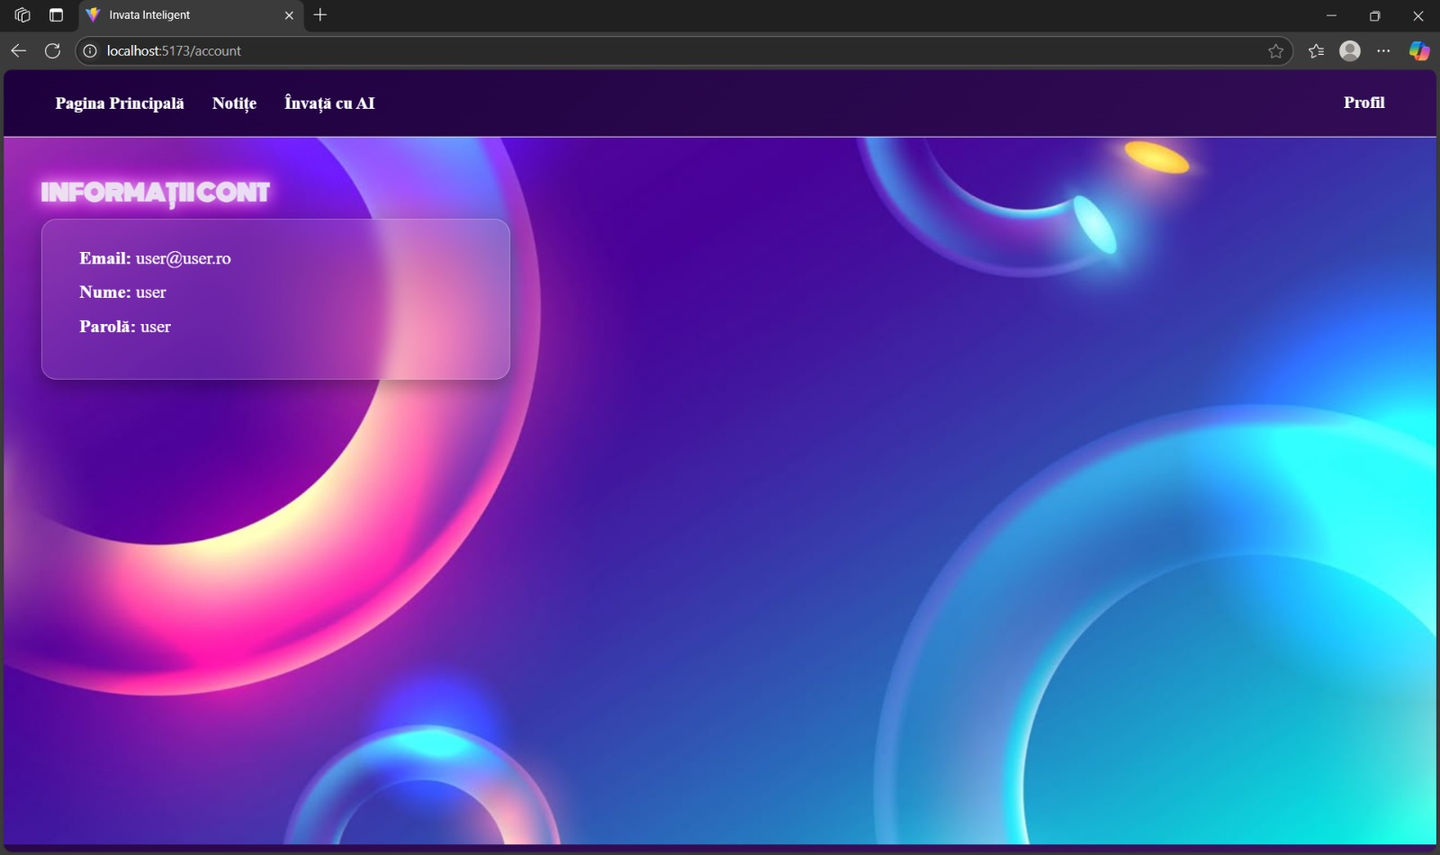 Invata Inteligent
localhost:5173/account
Pagina Principală Notițe Învață cu AI Profil
INFORMAȚII CONT
Email: user@user.ro
Nume: user
Parolă: user